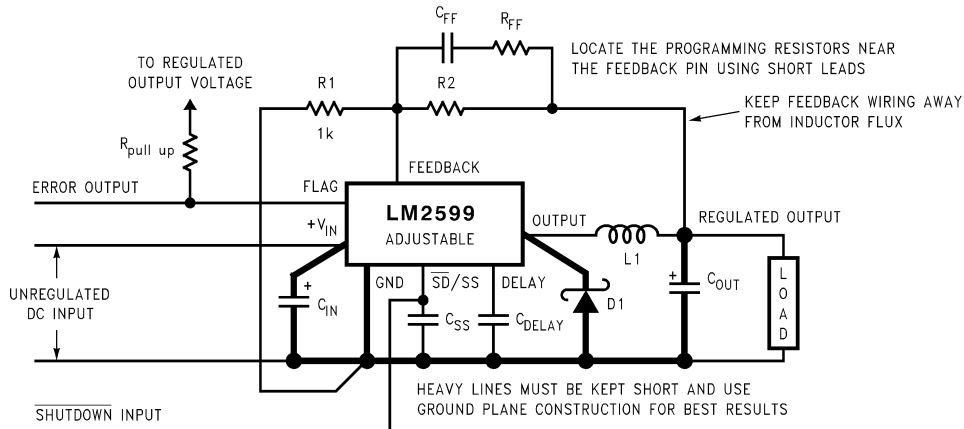 C_FF
R_FF
LOCATE THE PROGRAMMING RESISTORS NEAR
THE FEEDBACK PIN USING SHORT LEADS
TO REGULATED
OUTPUT VOLTAGE
R1
R2
1k
KEEP FEEDBACK WIRING AWAY
FROM INDUCTOR FLUX
R_pull up
FEEDBACK
ERROR OUTPUT
FLAG
LM2599
ADJUSTABLE
+V_IN
OUTPUT
REGULATED OUTPUT
L1
GND
S̅D̅/SS
DELAY
UNREGULATED
DC INPUT
+
C_IN
C_SS
C_DELAY
D1
+
C_OUT
LOAD
HEAVY LINES MUST BE KEPT SHORT AND USE
GROUND PLANE CONSTRUCTION FOR BEST RESULTS
S̅H̅U̅T̅D̅O̅W̅N̅ INPUT